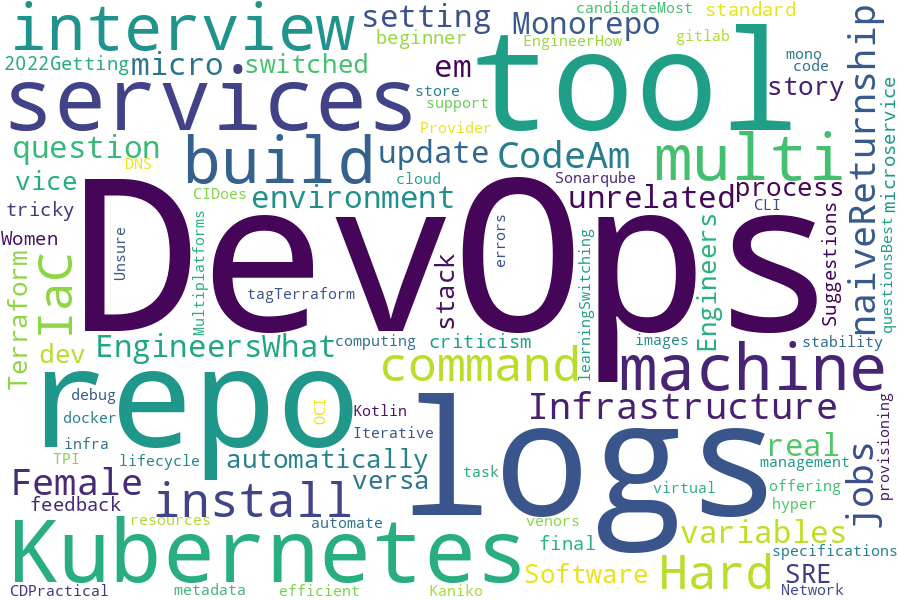 interview
setting
Monorepo
candidateMost
standard
beginner
EngineerHow
gitlab
2022Getting
micro
switched
em
tool
mono
code
naiveReturnship
services
store
support
story
microservice
question
DNS
build
update
Provider
CodeAm
multi
vice
CIDoes
environment
cloud
Sonarqube
unrelated
process
tricky
CLI
Women
Unsure
Multiplatforms
DevOps
errors
Engineers
Suggestions
questionsBest
Terraform
IaC
tagTerraform
stack
learningSwitching
dev
EngineersWhat
computing
criticism
images
stability
repo
command
machine
debug
docker
OCI
Kotlin
Infrastructure
infra
Iterative
logs
real
jobs
provisioning
TPI
lifecycle
automatically
versa
task
management
Female
feedback
install
virtual
offering
hyper
resources
automate
venors
variables
Kubernetes
final
specifications
CDPractical
metadata
efficient
Kaniko
Software
Hard
SRE
Network